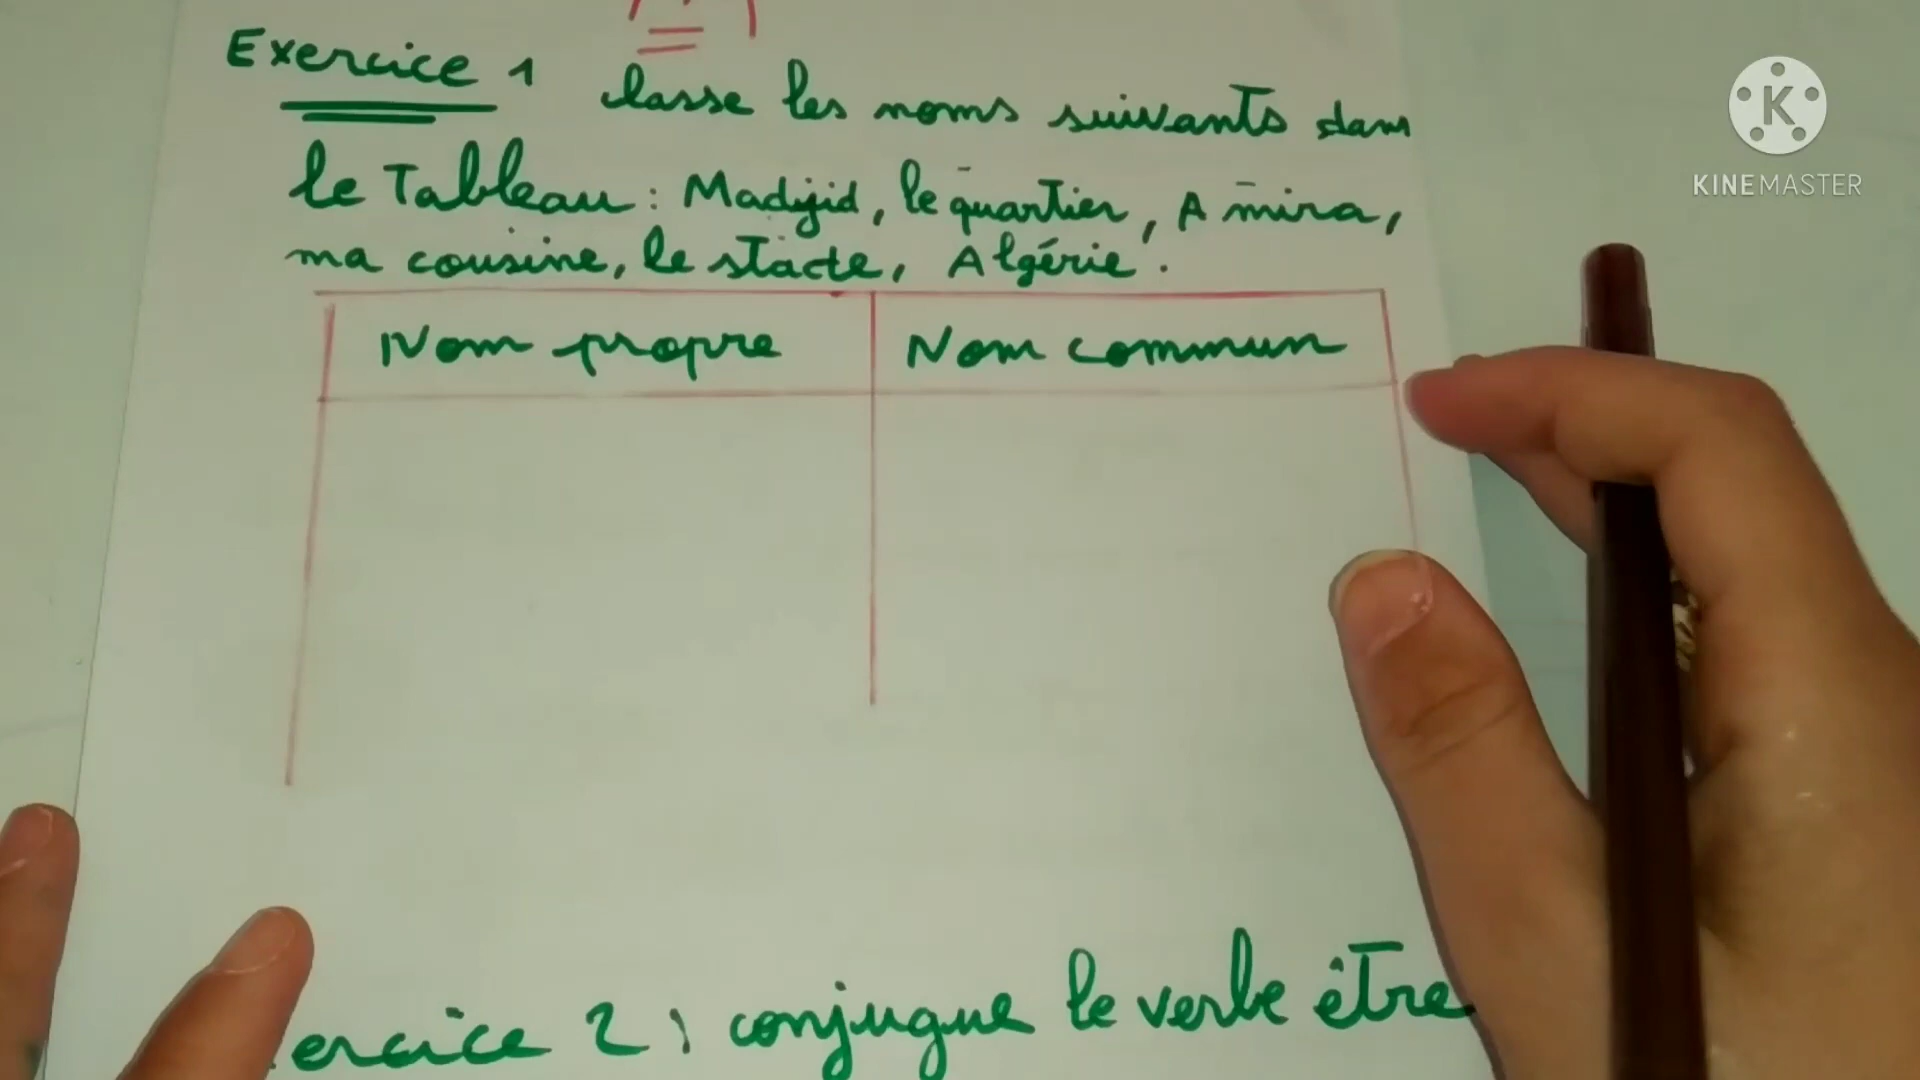 Exercice 1 classe les noms suivants dans
le Tableau : Madjid, le quartier, Amira,
ma cousine, le stade, Algérie.
Nom propre Nom commun
ercice 2 : conjugue le verbe être
K
KINEMASTER